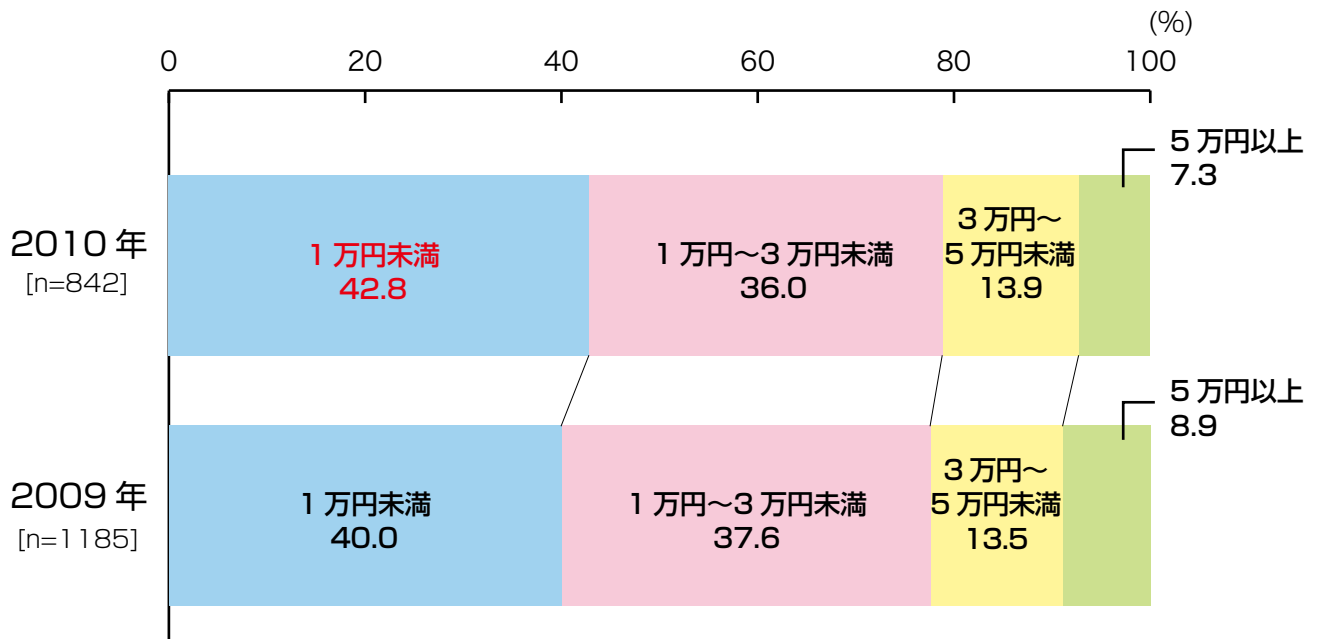 (%)
0 20 40 60 80 100
5 万円以上
7.3
2010 年
[n=842]
1 万円未満
42.8
1 万円～3 万円未満
36.0
3 万円～
5 万円未満
13.9
5 万円以上
8.9
2009 年
[n=1185]
1 万円未満
40.0
1 万円～3 万円未満
37.6
3 万円～
5 万円未満
13.5